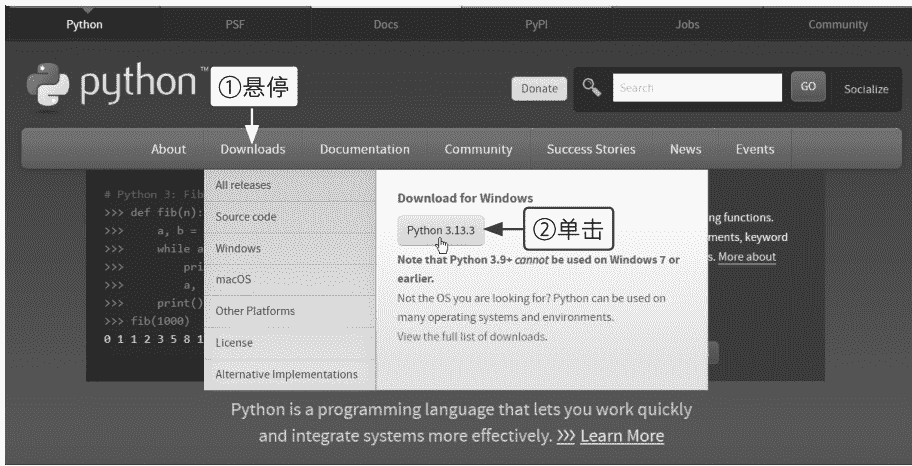 Python PSF Docs PyPI Jobs Community
python™
①悬停
Donate Search GO Socialize
About Downloads Documentation Community Success Stories News Events
# Python 3: Fib
>>> def fib(n):
>>> a, b =
>>> while a
>>> pri
>>> a,
>>> print()
>>> fib(1000)
0 1 1 2 3 5 8 1
All releases
Source code
Windows
macOS
Other Platforms
License
Alternative Implementations
Download for Windows
Python 3.13.3
②单击
Note that Python 3.9+ cannot be used on Windows 7 or
earlier.
Not the OS you are looking for? Python can be used on
many operating systems and environments.
View the full list of downloads.
ng functions.
ments, keyword
s. More about
Python is a programming language that lets you work quickly
and integrate systems more effectively. >>> Learn More